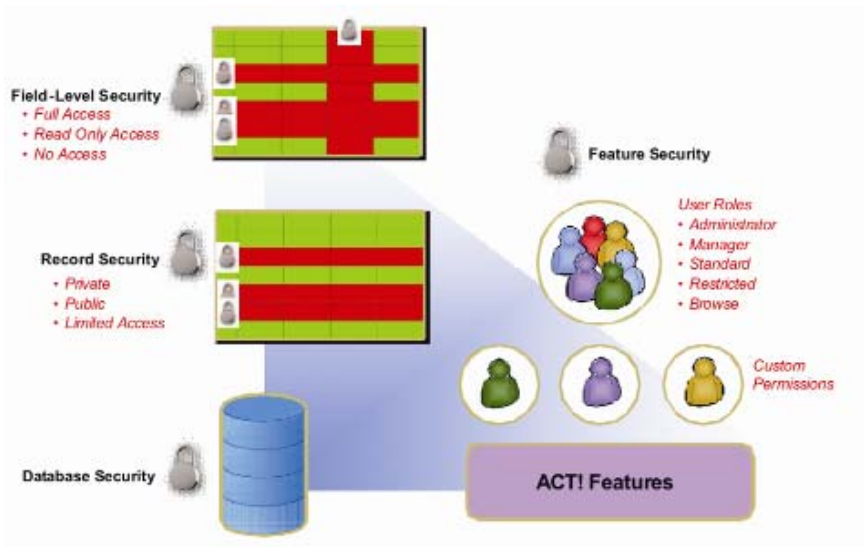 Field-Level Security
• Full Access
• Read Only Access
• No Access
Feature Security
User Roles
• Administrator
• Manager
• Standard
• Restricted
• Browse
Record Security
• Private
• Public
• Limited Access
Custom
Permissions
Database Security
ACT! Features